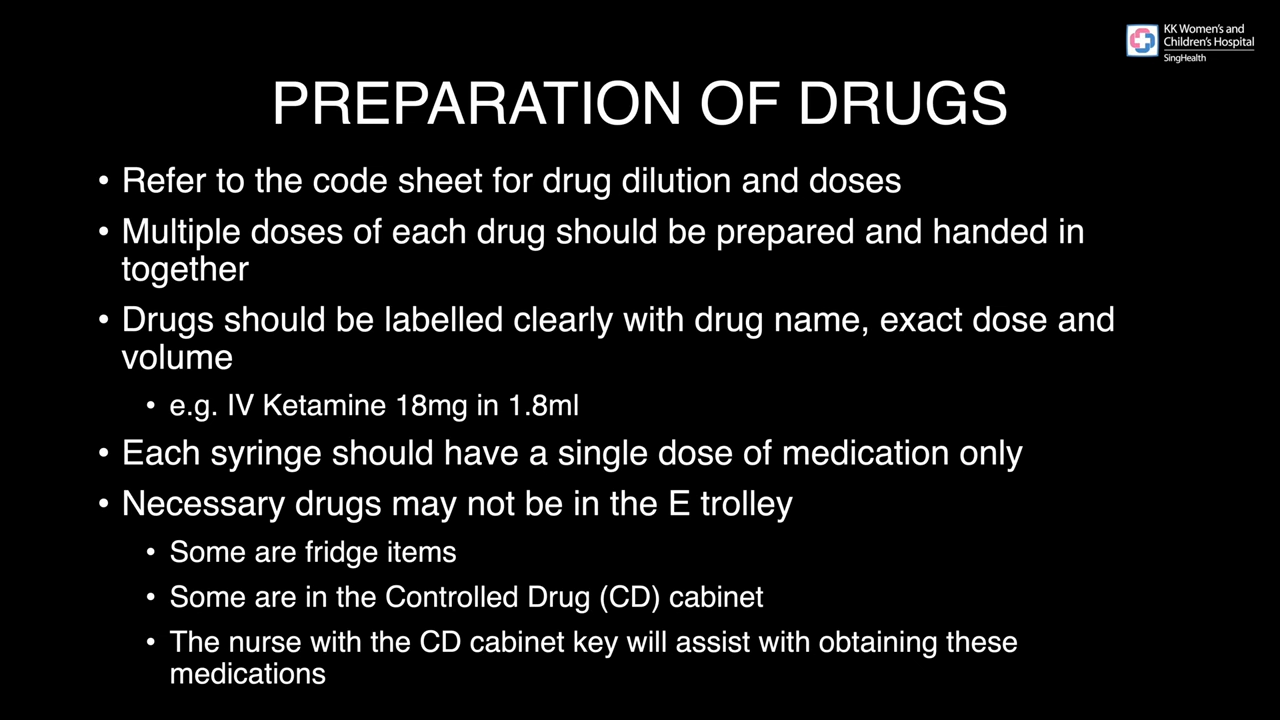 KK Women's and
Children's Hospital
SingHealth
PREPARATION OF DRUGS
• Refer to the code sheet for drug dilution and doses
• Multiple doses of each drug should be prepared and handed in
together
• Drugs should be labelled clearly with drug name, exact dose and
volume
• e.g. IV Ketamine 18mg in 1.8ml
• Each syringe should have a single dose of medication only
• Necessary drugs may not be in the E trolley
• Some are fridge items
• Some are in the Controlled Drug (CD) cabinet
• The nurse with the CD cabinet key will assist with obtaining these
medications